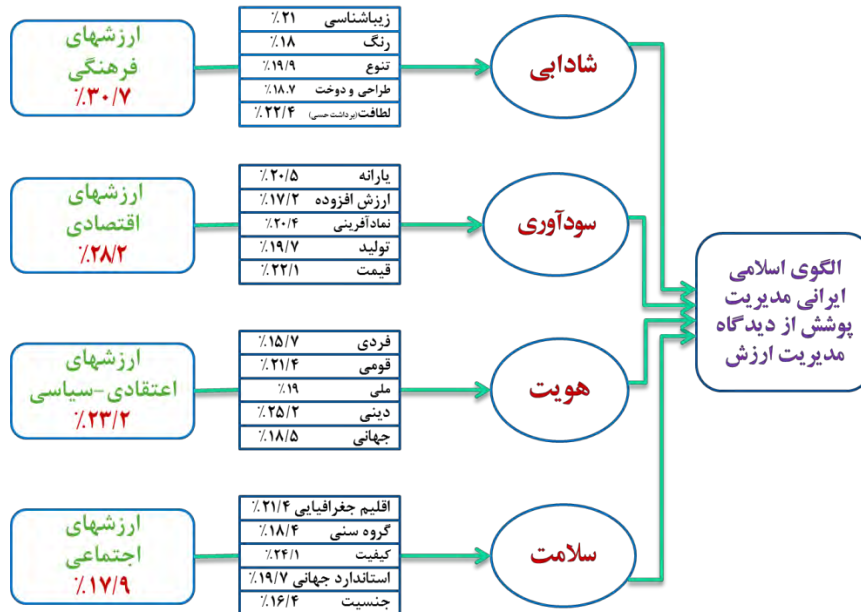 ارزشهای
فرهنگی
٪۳۰/۷
زیباشناسی ٪۲۱
رنگ ٪۱۸
تنوع ٪۱۹/۹
طراحی و دوخت ٪۱۸.۷
لطافت(برداشت حسی) ٪۲۲/۴
شادابی
ارزشهای
اقتصادی
٪۲۸/۲
یارانه ٪۲۰/۵
ارزش افزوده ٪۱۷/۲
نمادآفرینی ٪۲۰/۴
تولید ٪۱۹/۷
قیمت ٪۲۲/۱
سودآوری
ارزشهای
اعتقادی-سیاسی
٪۲۳/۲
فردی ٪۱۵/۷
قومی ٪۲۱/۴
ملی ٪۱۹
دینی ٪۲۵/۲
جهانی ٪۱۸/۵
هویت
ارزشهای
اجتماعی
٪۱۷/۹
اقلیم جغرافیایی ٪۲۱/۴
گروه سنی ٪۱۸/۴
کیفیت ٪۲۴/۱
استاندارد جهانی ٪۱۹/۷
جنسیت ٪۱۶/۴
سلامت
الگوی اسلامی
ایرانی مدیریت
پوشش از دیدگاه
مدیریت ارزش